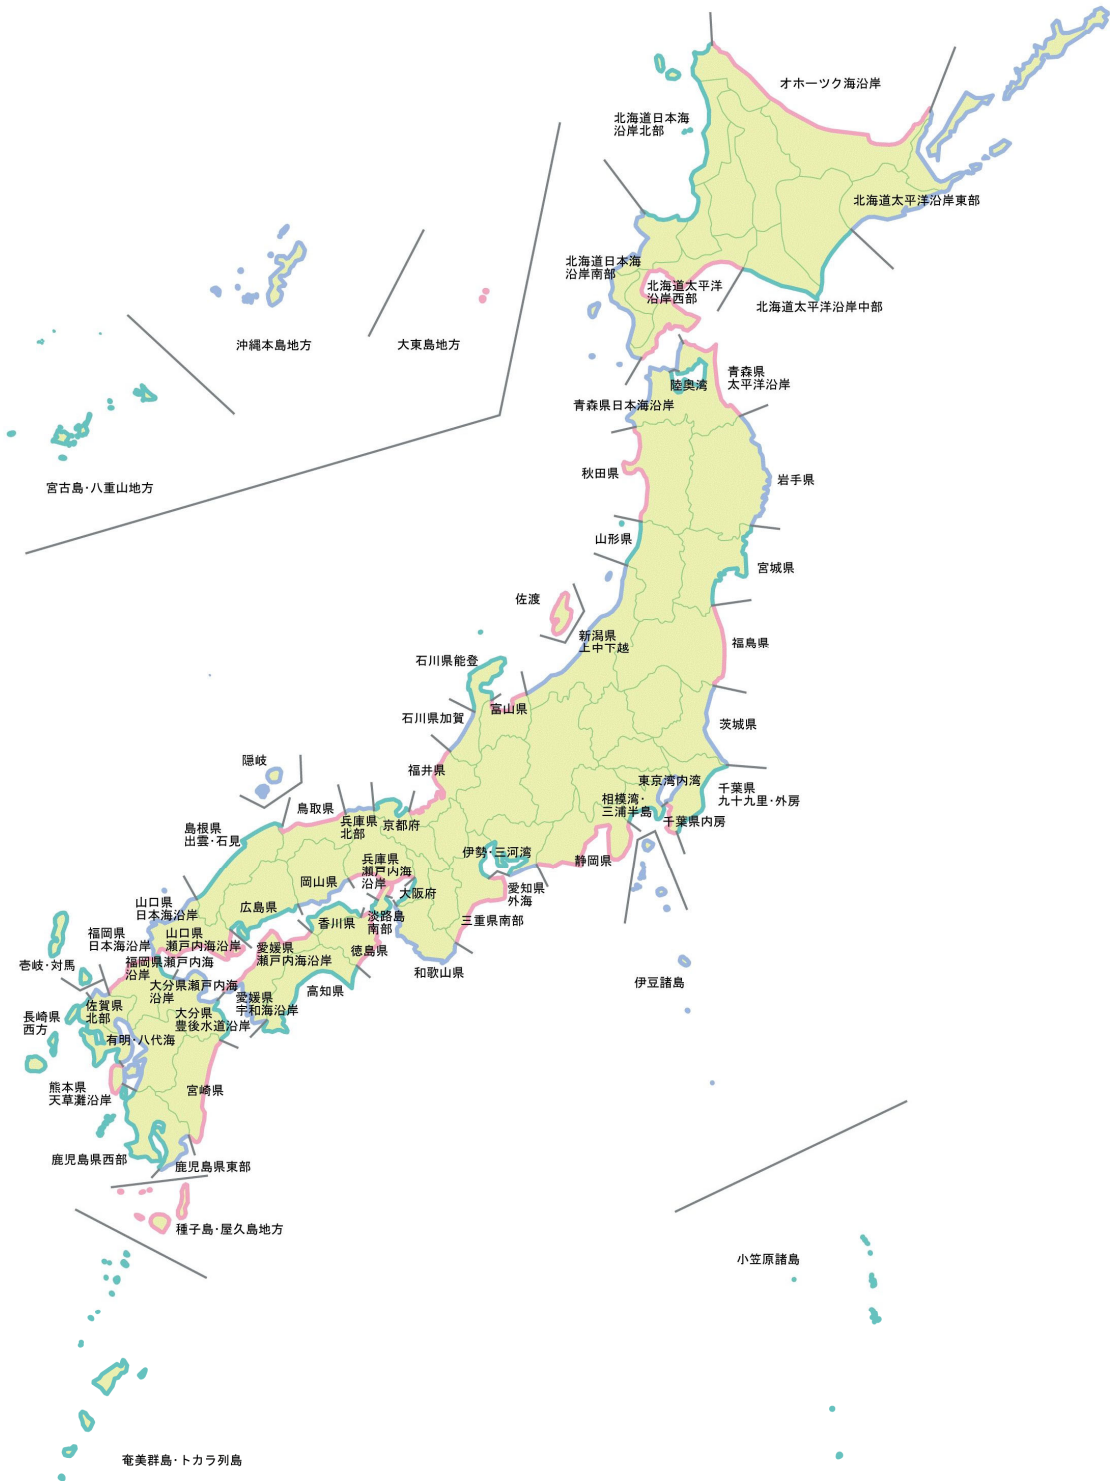 オホーツク海沿岸
北海道日本海
沿岸北部
北海道太平洋沿岸東部
北海道日本海
沿岸南部
北海道太平洋
沿岸西部
北海道太平洋沿岸中部
沖縄本島地方
大東島地方
青森県
太平洋沿岸
陸奥湾
青森県日本海沿岸
秋田県
岩手県
宮古島・八重山地方
山形県
宮城県
佐渡
新潟県
上中下越
福島県
石川県能登
富山県
石川県加賀
茨城県
隠岐
福井県
東京湾内湾
千葉県
九十九里・外房
相模湾・
三浦半島
千葉県内房
鳥取県
兵庫県
北部
京都府
島根県
出雲・石見
伊勢・三河湾
静岡県
兵庫県
瀬戸内海
沿岸
岡山県
大阪府
愛知県
外海
山口県
日本海沿岸
広島県
淡路島
南部
香川県
三重県南部
福岡県
日本海沿岸
山口県
瀬戸内海沿岸
愛媛県
瀬戸内海沿岸
徳島県
壱岐・対馬
福岡県瀬戸内海
沿岸
和歌山県
大分県瀬戸内海
沿岸
高知県
伊豆諸島
愛媛県
宇和海沿岸
佐賀県
北部
長崎県
西方
大分県
豊後水道沿岸
有明・八代海
熊本県
天草灘沿岸
宮崎県
鹿児島県西部
鹿児島県東部
種子島・屋久島地方
小笠原諸島
奄美群島・トカラ列島